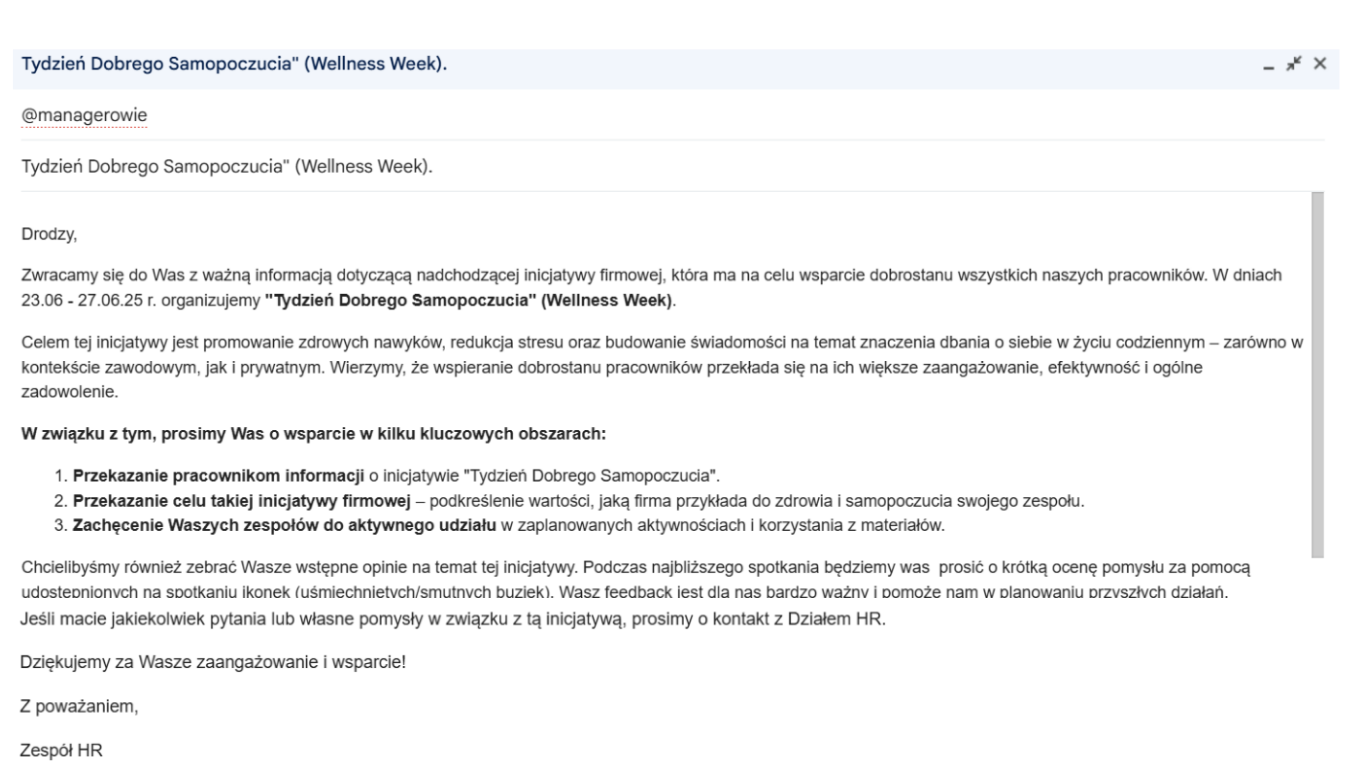 Tydzień Dobrego Samopoczucia" (Wellness Week).
@managerowie
Tydzień Dobrego Samopoczucia" (Wellness Week).
Drodzy,
Zwracamy się do Was z ważną informacją dotyczącą nadchodzącej inicjatywy firmowej, która ma na celu wsparcie dobrostanu wszystkich naszych pracowników. W dniach
23.06 - 27.06.25 r. organizujemy "Tydzień Dobrego Samopoczucia" (Wellness Week).
Celem tej inicjatywy jest promowanie zdrowych nawyków, redukcja stresu oraz budowanie świadomości na temat znaczenia dbania o siebie w życiu codziennym – zarówno w
kontekście zawodowym, jak i prywatnym. Wierzymy, że wspieranie dobrostanu pracowników przekłada się na ich większe zaangażowanie, efektywność i ogólne
zadowolenie.
W związku z tym, prosimy Was o wsparcie w kilku kluczowych obszarach:
1. Przekazanie pracownikom informacji o inicjatywie "Tydzień Dobrego Samopoczucia".
2. Przekazanie celu takiej inicjatywy firmowej – podkreślenie wartości, jaką firma przykłada do zdrowia i samopoczucia swojego zespołu.
3. Zachęcenie Waszych zespołów do aktywnego udziału w zaplanowanych aktywnościach i korzystania z materiałów.
Chcielibyśmy również zebrać Wasze wstępne opinie na temat tej inicjatywy. Podczas najbliższego spotkania będziemy was  prosić o krótką ocenę pomysłu za pomocą
udostępnionych na spotkaniu ikonek (uśmiechniętych/smutnych buziek). Wasz feedback jest dla nas bardzo ważny i pomoże nam w planowaniu przyszłych działań.
Jeśli macie jakiekolwiek pytania lub własne pomysły w związku z tą inicjatywą, prosimy o kontakt z Działem HR.
Dziękujemy za Wasze zaangażowanie i wsparcie!
Z poważaniem,
Zespół HR